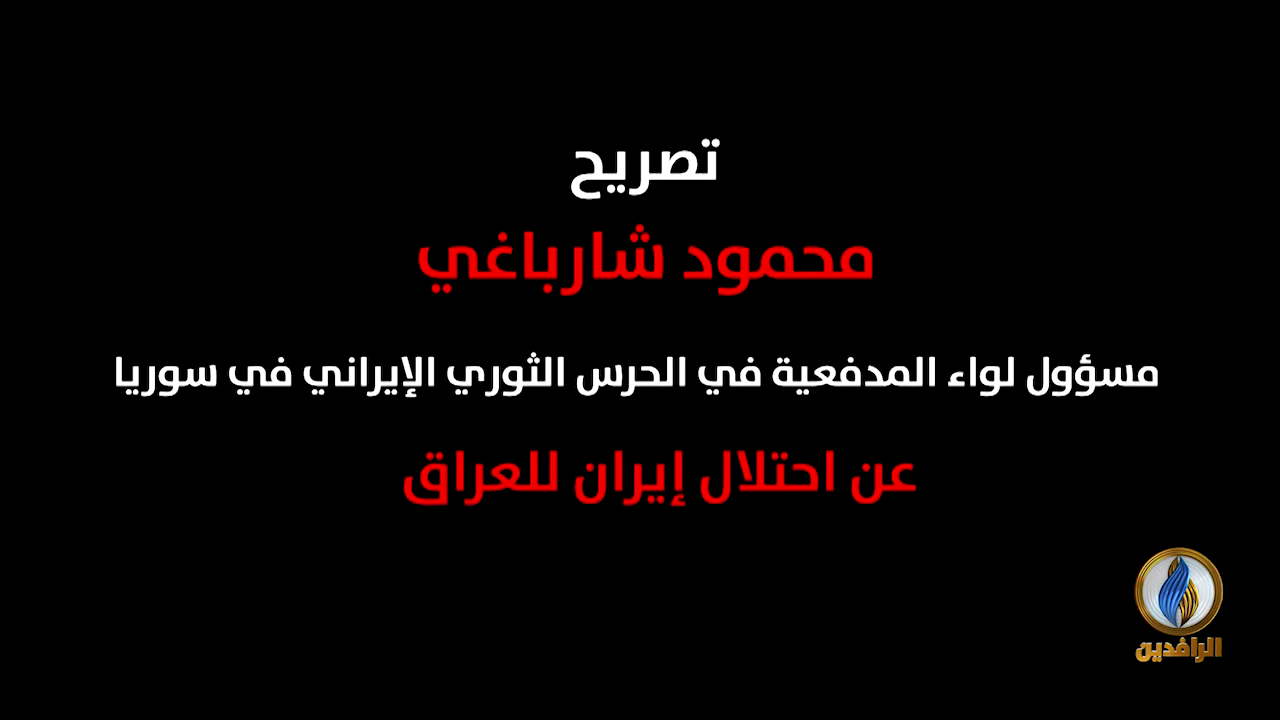 تصريح
محمود شارباغي
مسؤول لواء المدفعية في الحرس الثوري الإيراني في سوريا
عن احتلال إيران للعراق
الرافدين